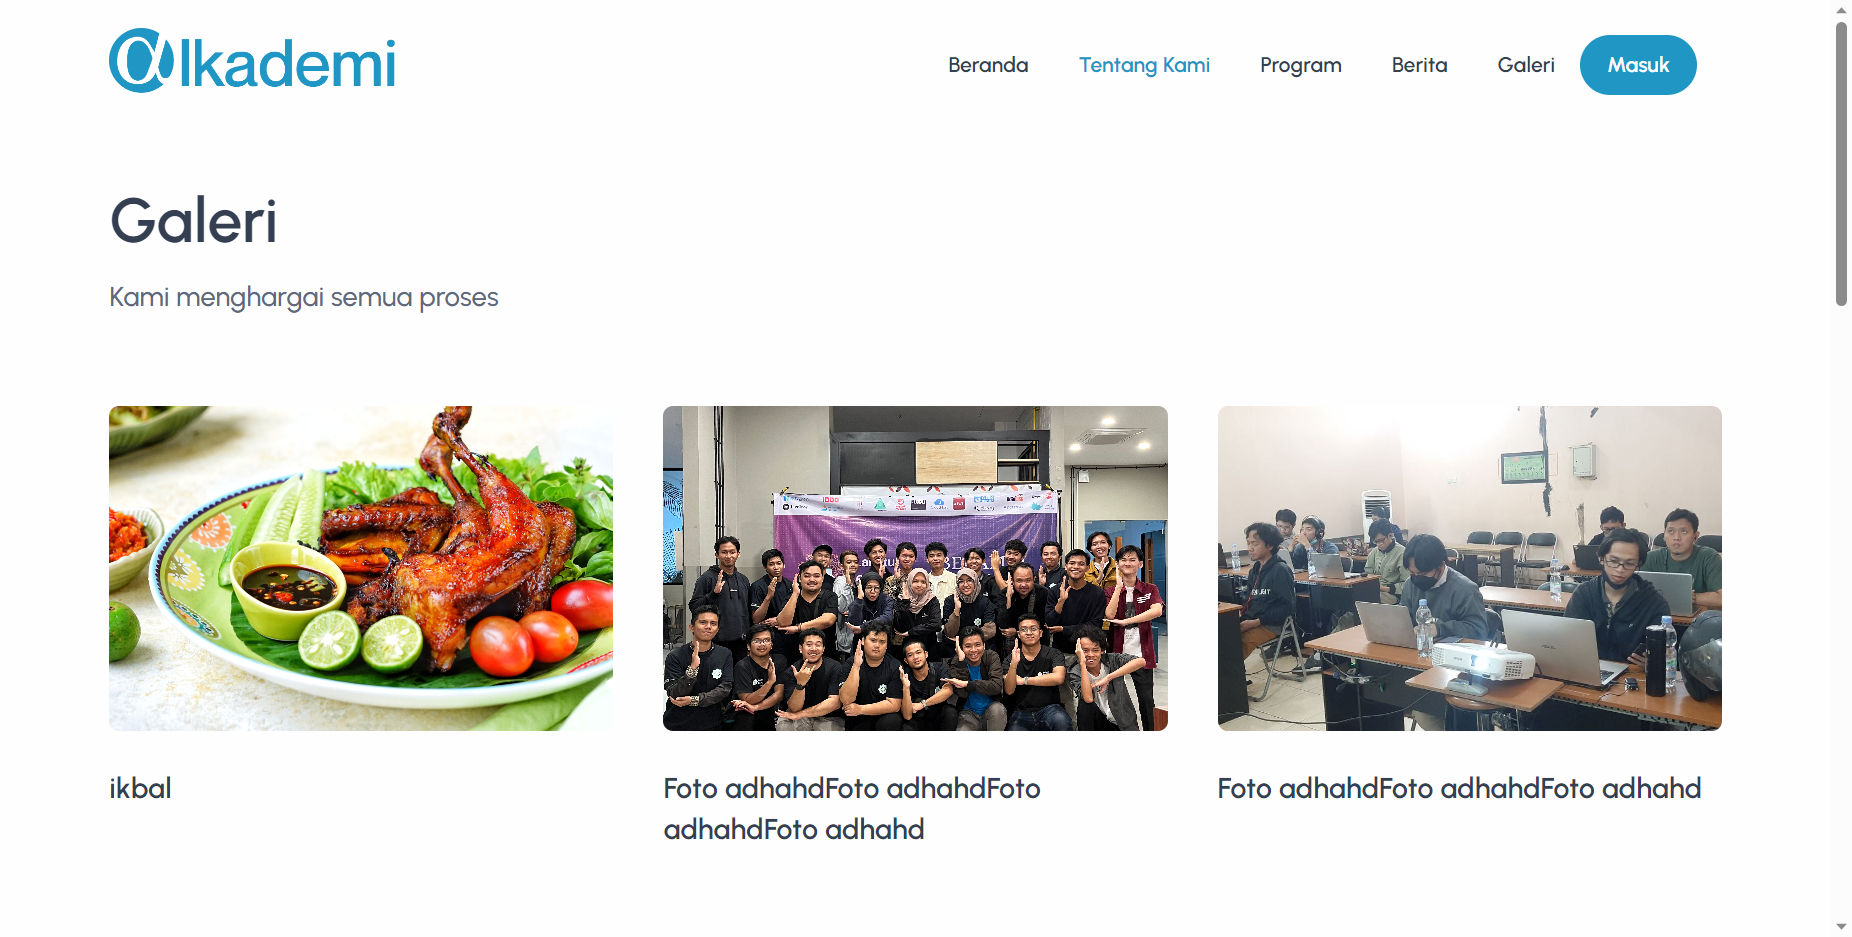 @lkademi
Beranda Tentang Kami Program Berita Galeri Masuk
Galeri
Kami menghargai semua proses
ikbal
Foto adhahdFoto adhahdFoto
adhahdFoto adhahd
Foto adhahdFoto adhahdFoto adhahd